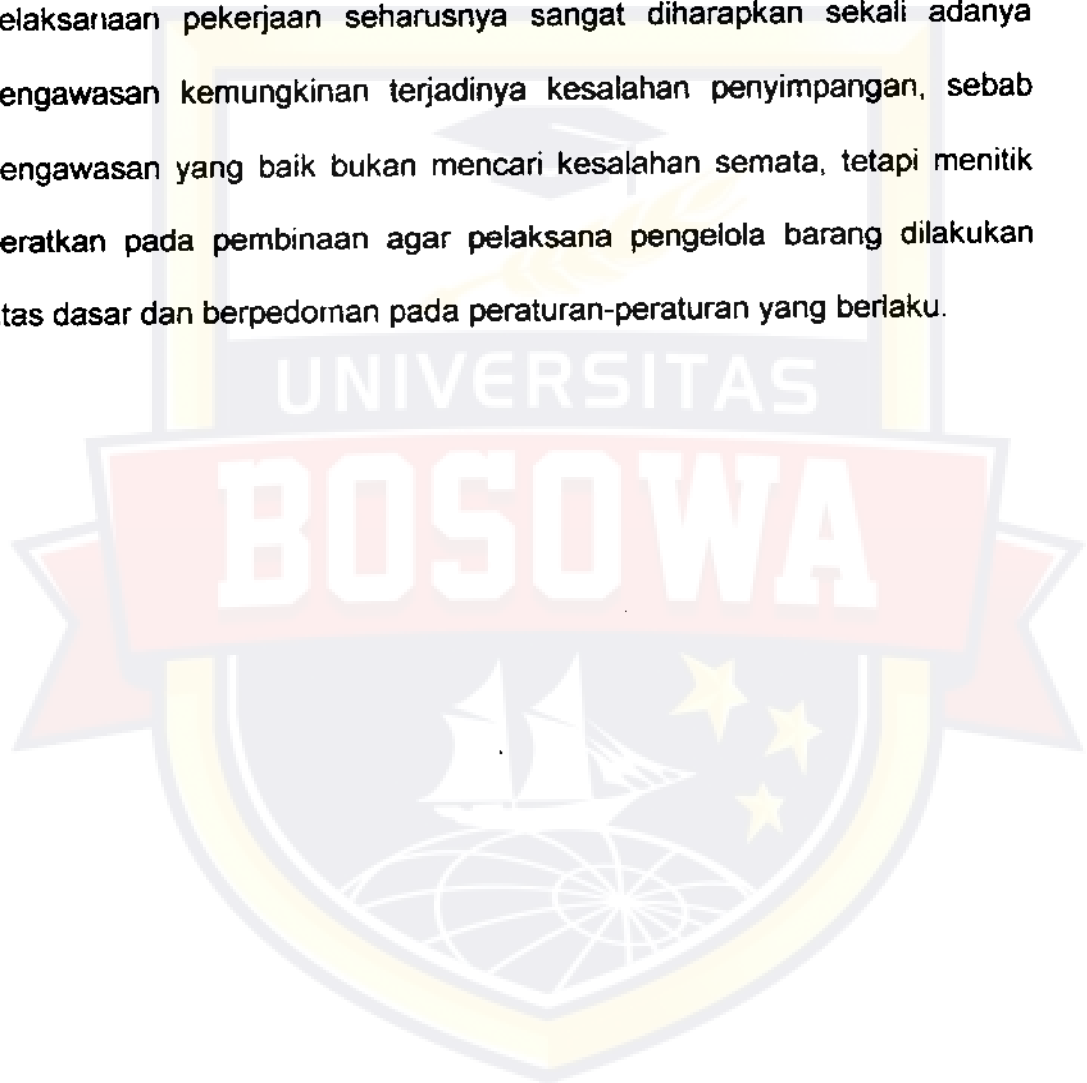 elaksanaan pekerjaan seharusnya sangat diharapkan sekali adanya
engawasan kemungkinan terjadinya kesalahan penyimpangan, sebab
engawasan yang baik bukan mencari kesalahan semata, tetapi menitik
eratkan pada pembinaan agar pelaksana pengelola barang dilakukan
tas dasar dan berpedoman pada peraturan-peraturan yang berlaku.
UNIVERSITAS
BOSOWA